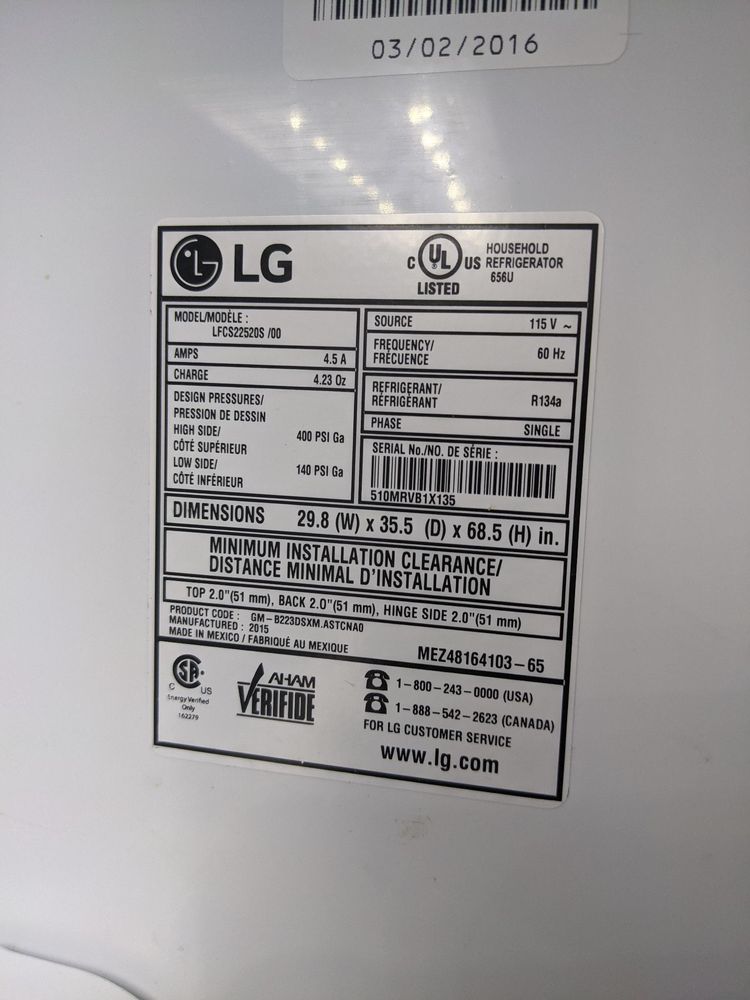 03/02/2016
LG
C UL US LISTED
HOUSEHOLD
REFRIGERATOR
656U
MODEL/MODÈLE :
LFCS22520S /00
AMPS 4.5 A
CHARGE 4.23 Oz
DESIGN PRESSURES/
PRESSION DE DESSIN
HIGH SIDE/
CÔTÉ SUPÉRIEUR 400 PSI Ga
LOW SIDE/
CÔTÉ INFÉRIEUR 140 PSI Ga
SOURCE 115 V ~
FREQUENCY/
FRÉCUENCE 60 Hz
REFRIGERANT/
RÉFRIGÉRANT R134a
PHASE SINGLE
SERIAL No./NO. DE SÉRIE :
510MRVB1X135
DIMENSIONS 29.8 (W) x 35.5 (D) x 68.5 (H) in.
MINIMUM INSTALLATION CLEARANCE/
DISTANCE MINIMAL D'INSTALLATION
TOP 2.0"(51 mm), BACK 2.0"(51 mm), HINGE SIDE 2.0"(51 mm)
PRODUCT CODE : GM-B223DSXM.ASTCNA0
MANUFACTURED : 2015
MADE IN MEXICO / FABRIQUÉ AU MEXIQUE
MEZ48164103-65
C SA US
Energy Verified
Only
162279
AHAM
VERIFIDE
1-800-243-0000 (USA)
1-888-542-2623 (CANADA)
FOR LG CUSTOMER SERVICE
www.lg.com